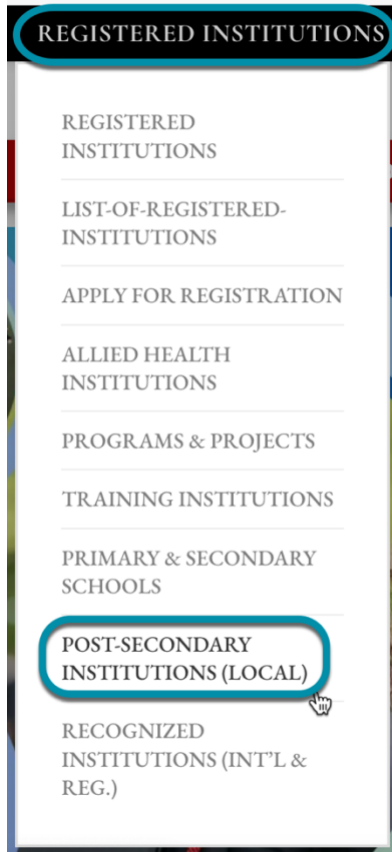 REGISTERED INSTITUTIONS
REGISTERED
INSTITUTIONS
LIST-OF-REGISTERED-
INSTITUTIONS
APPLY FOR REGISTRATION
ALLIED HEALTH
INSTITUTIONS
PROGRAMS & PROJECTS
TRAINING INSTITUTIONS
PRIMARY & SECONDARY
SCHOOLS
POST-SECONDARY
INSTITUTIONS (LOCAL)
RECOGNIZED
INSTITUTIONS (INT'L &
REG.)